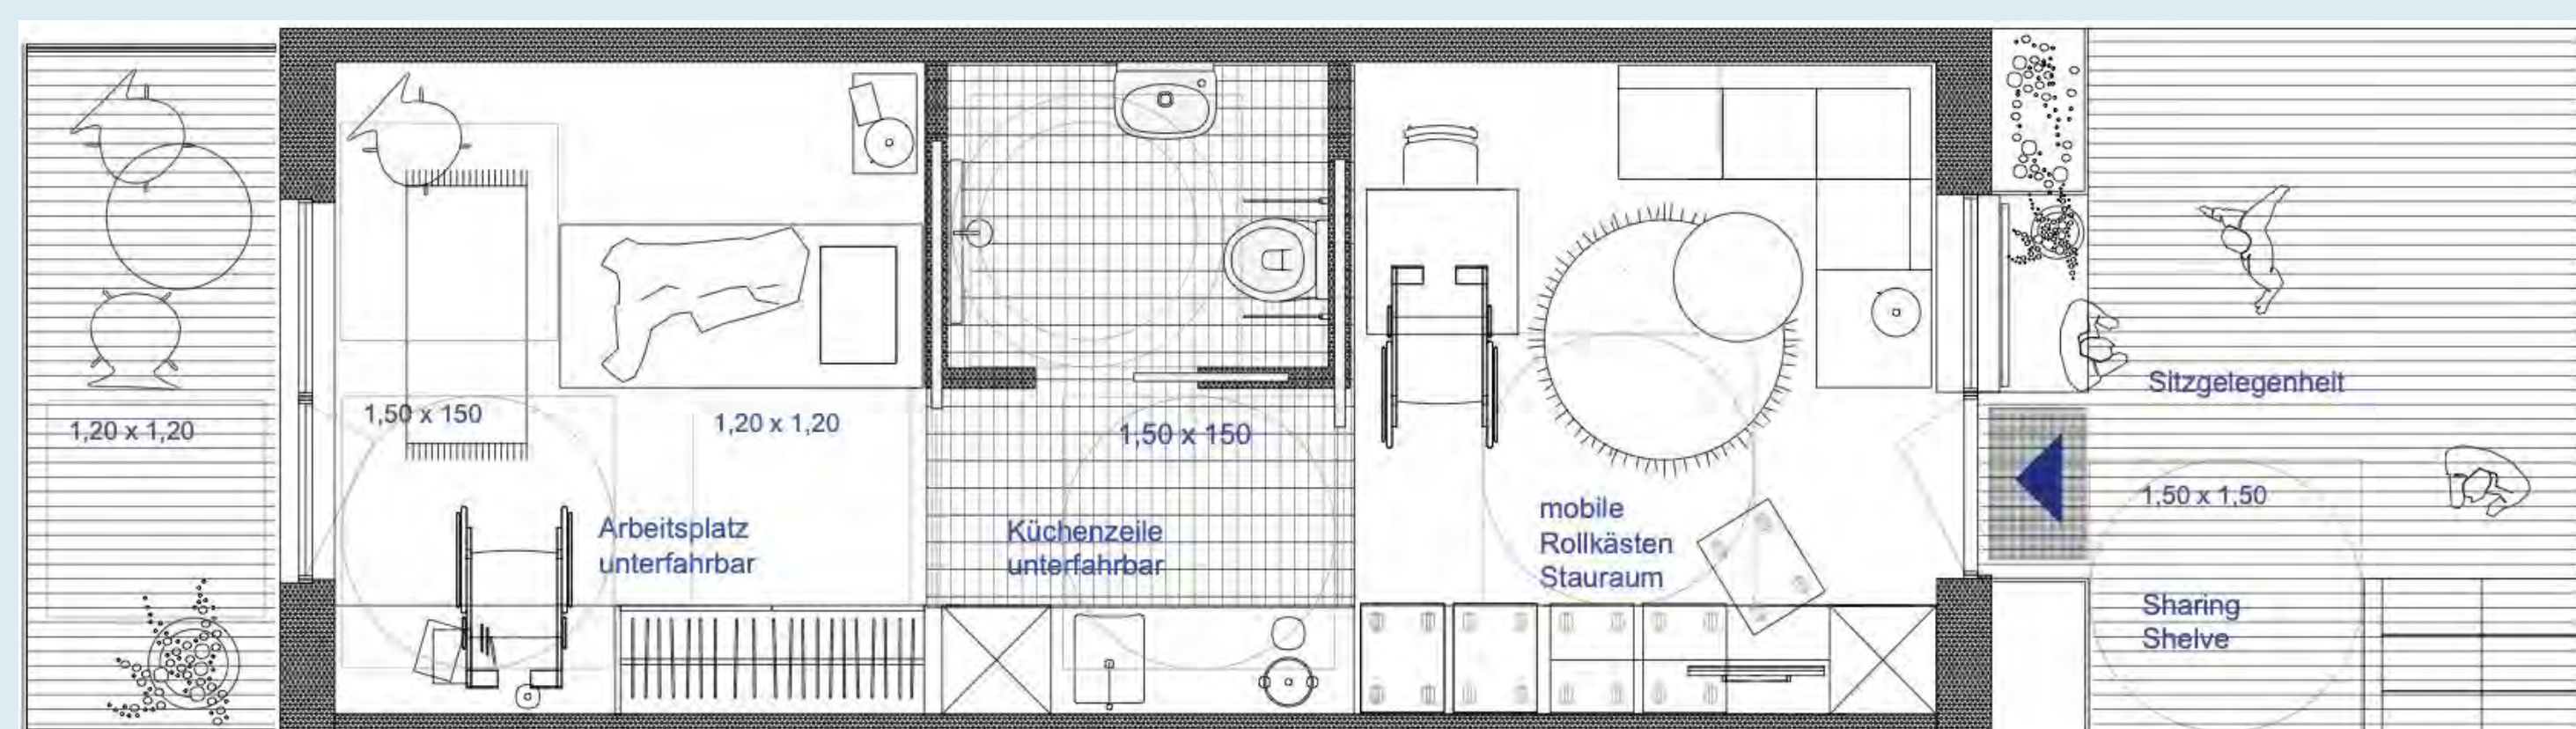 1,20 x 1,20
1,50 x 150
1,20 x 1,20
Arbeitsplatz
unterfahrbar
1,50 x 150
Küchenzeile
unterfahrbar
mobile
Rollkästen
Stauraum
Sitzgelegenheit
1,50 x 1,50
Sharing
Shelve